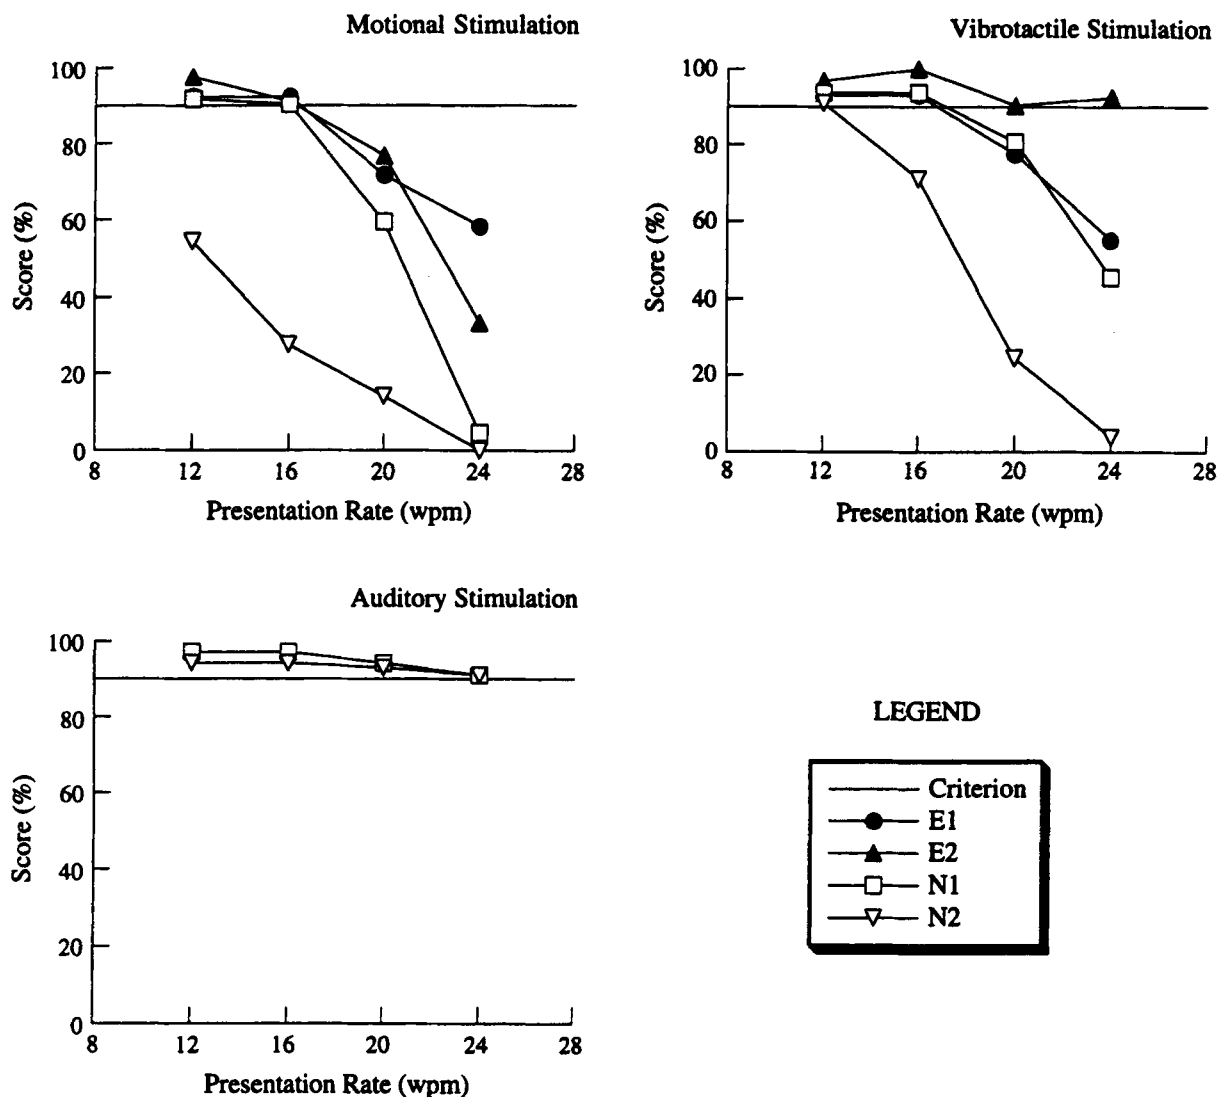 Motional Stimulation
100
80
60
40
20
0
Score (%)
8 12 16 20 24 28
Presentation Rate (wpm)
Vibrotactile Stimulation
100
80
60
40
20
0
Score (%)
8 12 16 20 24 28
Presentation Rate (wpm)
Auditory Stimulation
100
80
60
40
20
0
Score (%)
8 12 16 20 24 28
Presentation Rate (wpm)
LEGEND
Criterion
E1
E2
N1
N2